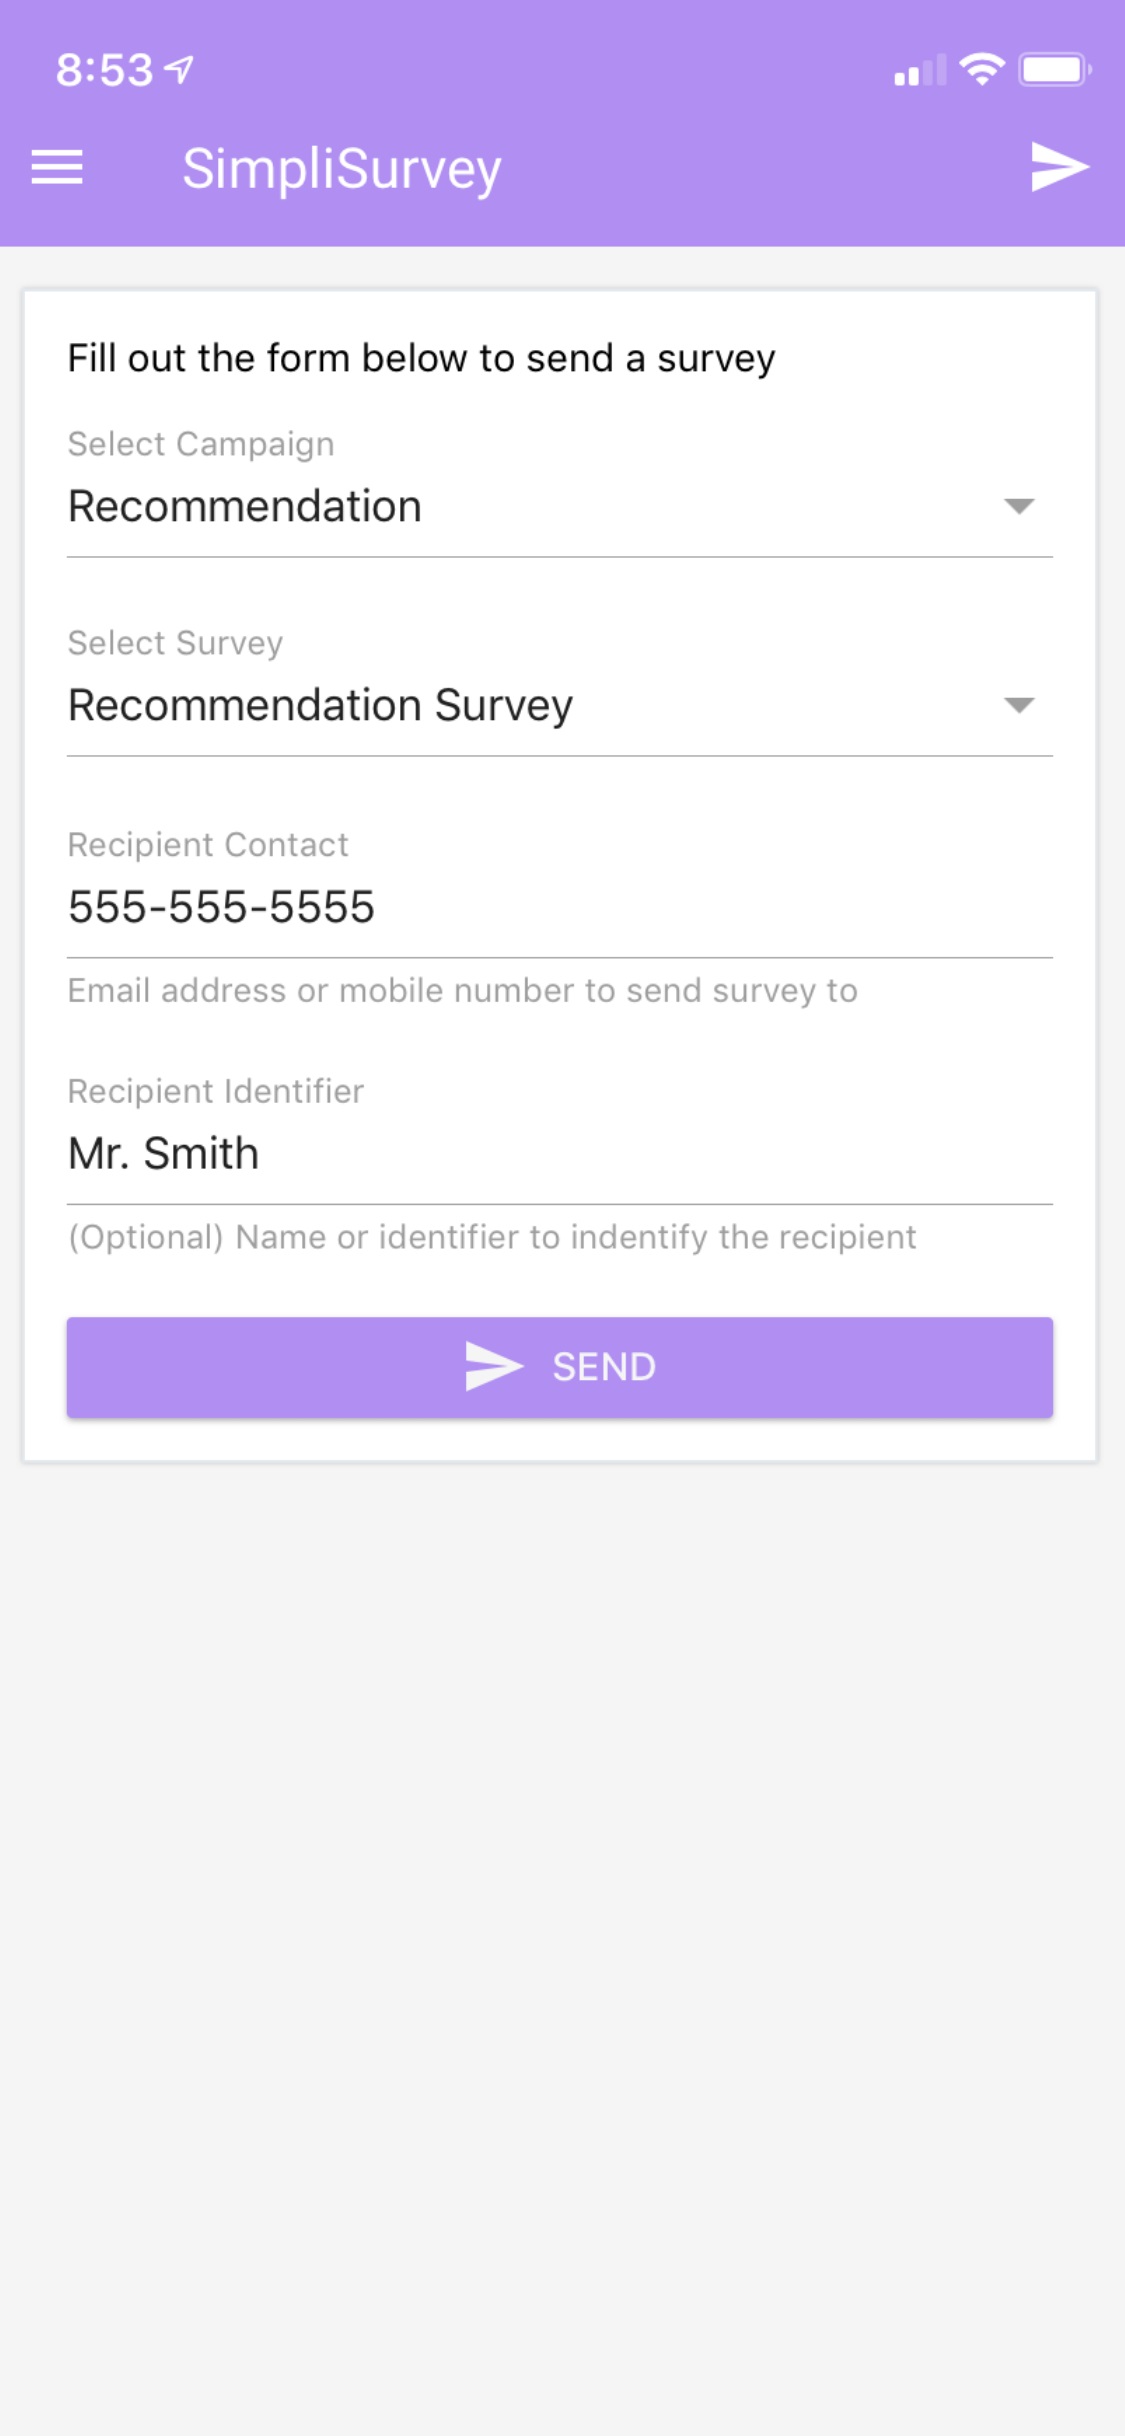 8:53
SimpliSurvey
Fill out the form below to send a survey
Select Campaign
Recommendation
Select Survey
Recommendation Survey
Recipient Contact
555-555-5555
Email address or mobile number to send survey to
Recipient Identifier
Mr. Smith
(Optional) Name or identifier to indentify the recipient
SEND